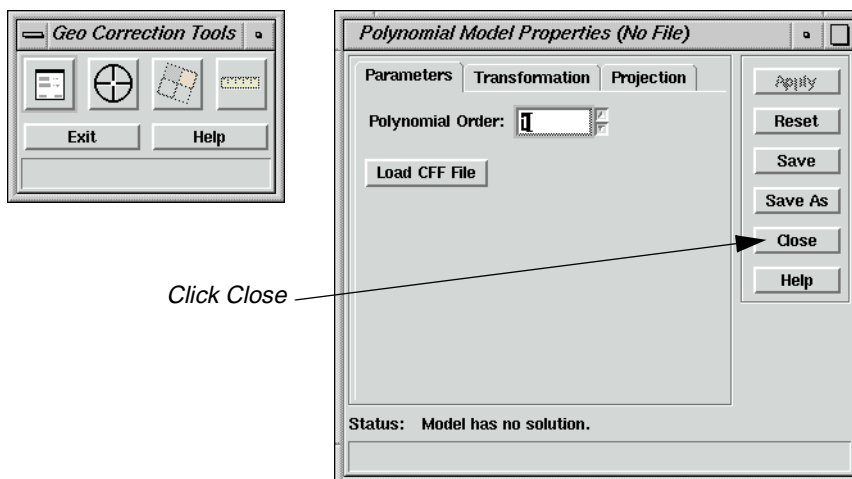 Geo Correction Tools
Exit
Help
Polynomial Model Properties (No File)
Parameters
Transformation
Projection
Polynomial Order:
1
Load CFF File
Apply
Reset
Save
Save As
Close
Help
Click Close
Status: Model has no solution.